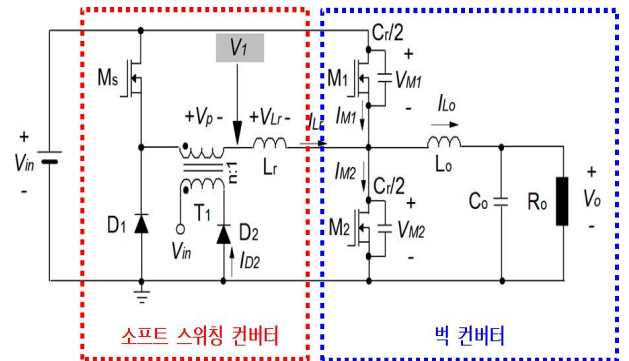 V1
Cr/2
Ms
M1
+
VM1
-
+Vp -
+VLr -
ILr
IM1
ILo
+
Vin
-
Lr
n:1
Lo
IM2
Cr/2
T1
D1
Vin
D2
ID2
M2
+
VM2
-
Co
Ro
+
Vo
-
소프트 스위칭 컨버터
벅 컨버터